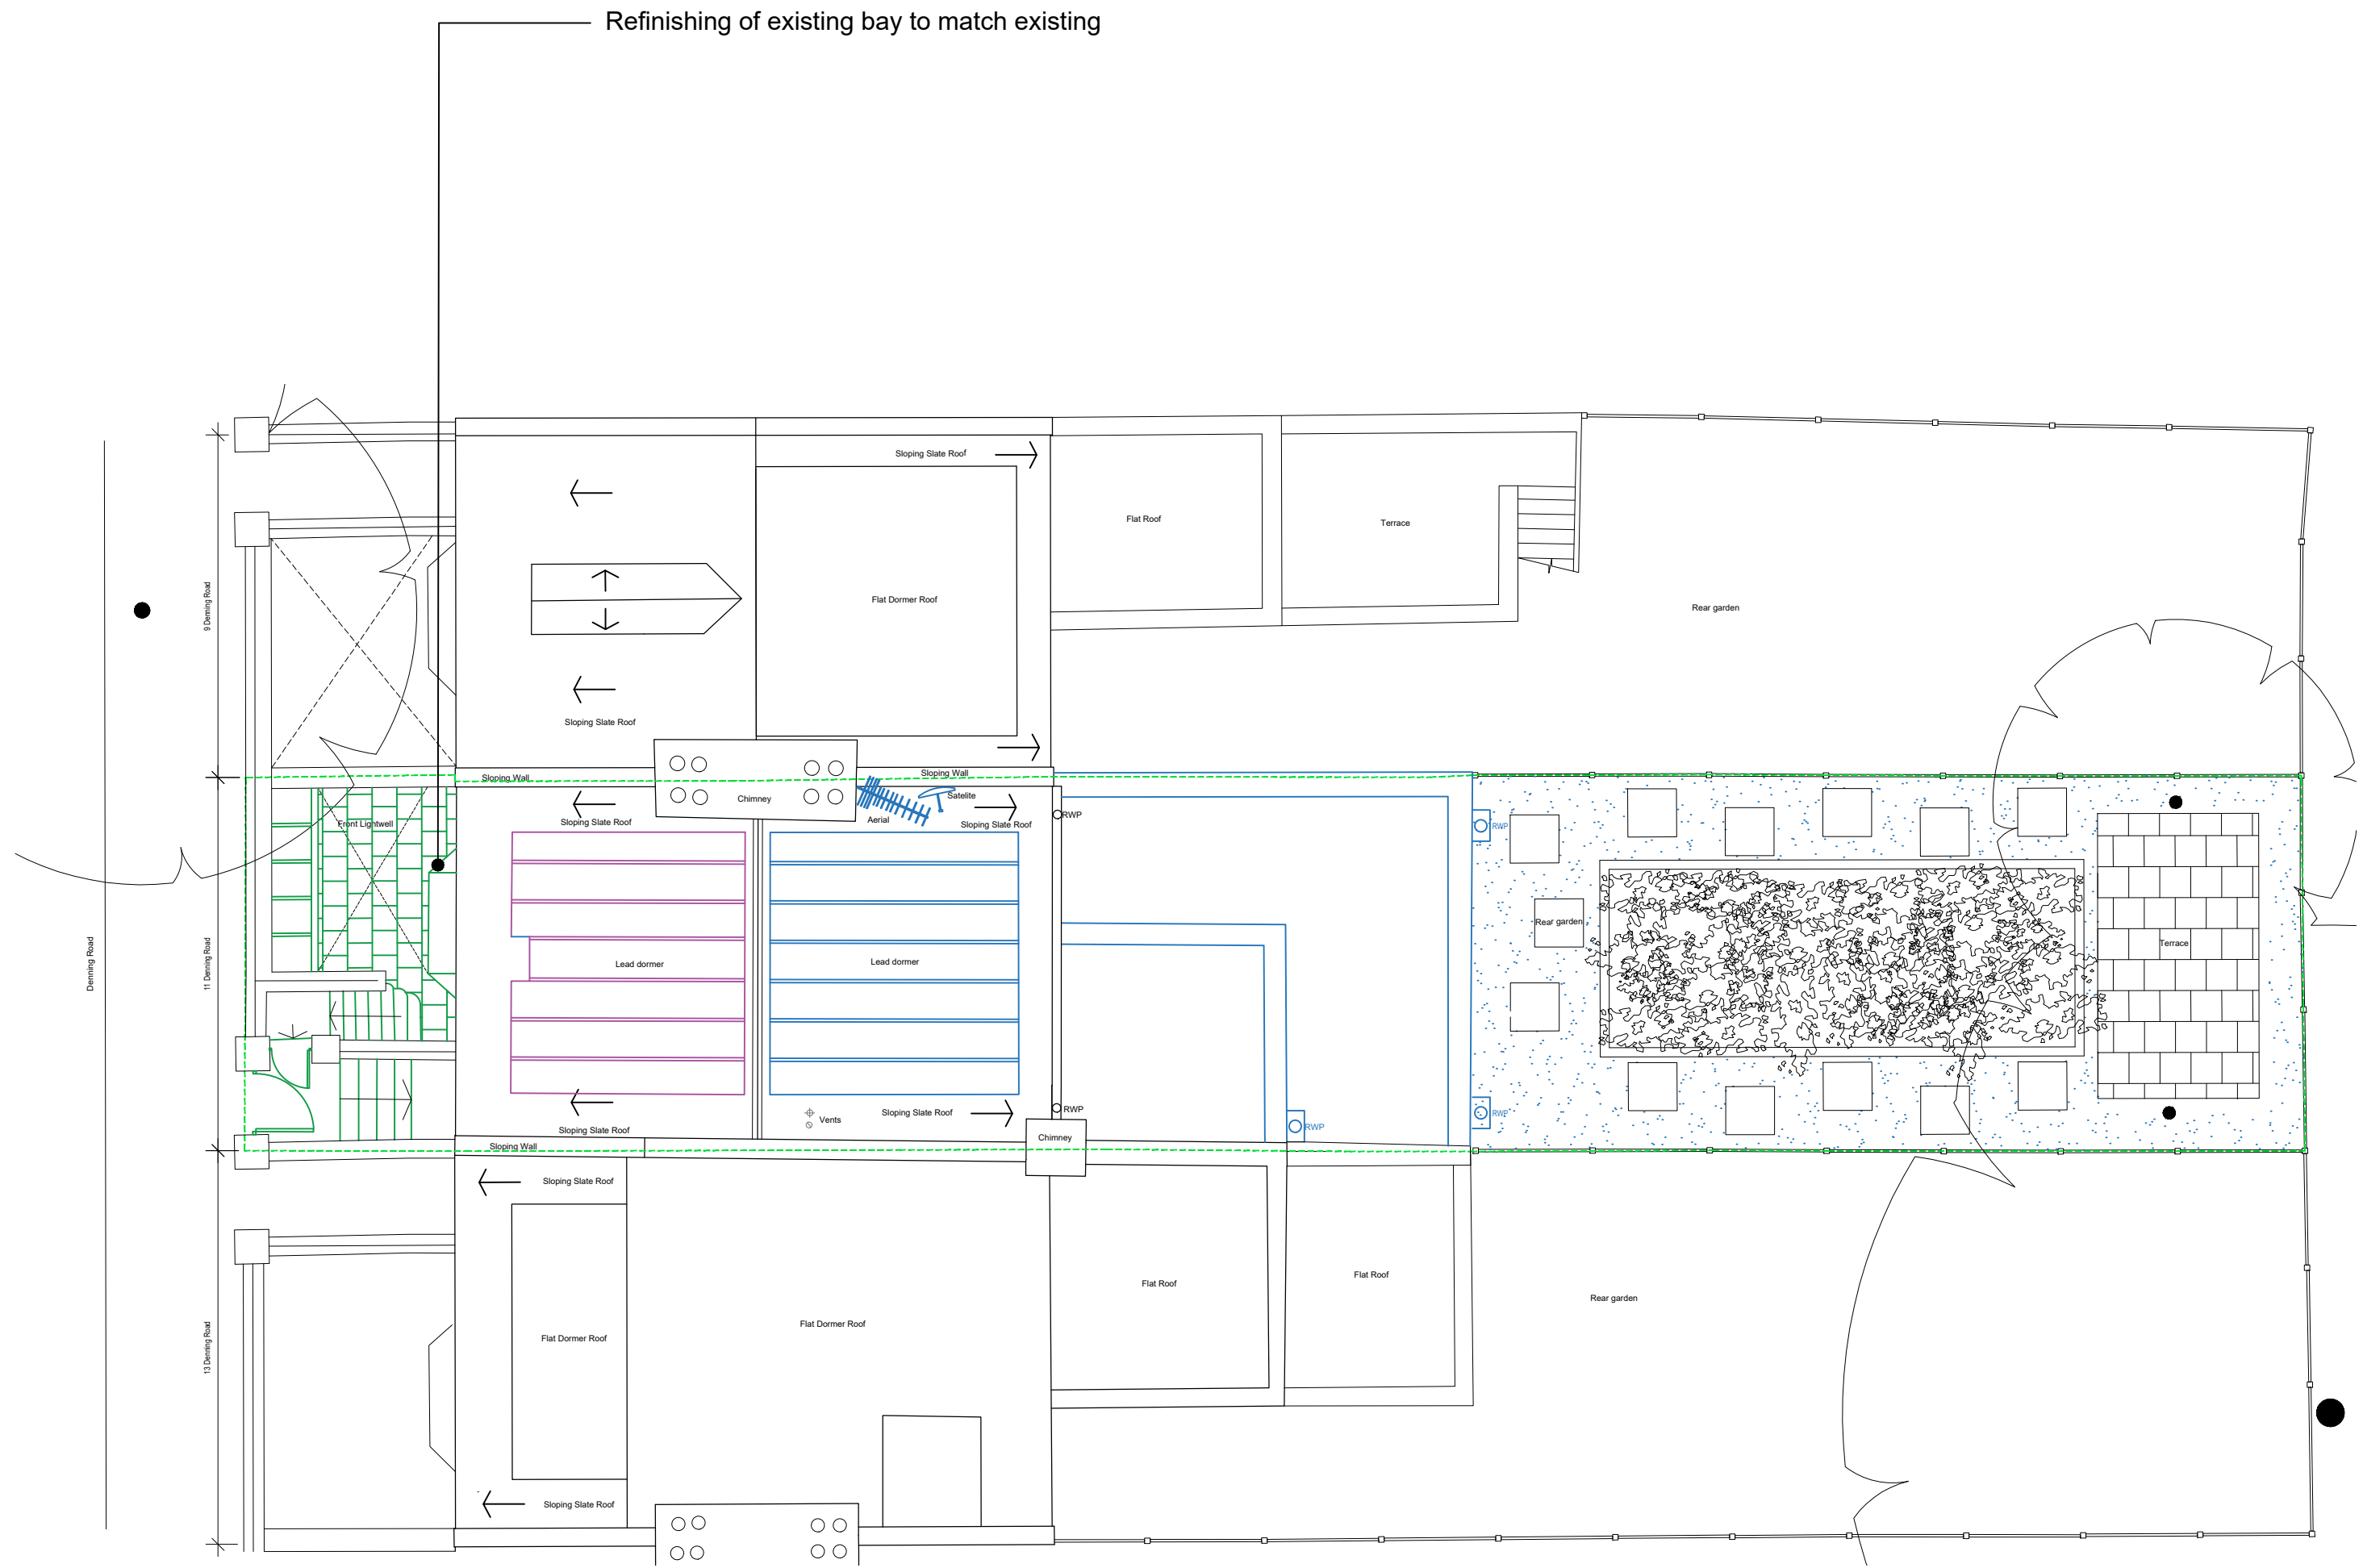 Refinishing of existing bay to match existing
Sloping Slate Roof
Flat Roof
Terrace
9 Denning Road
Flat Dormer Roof
Rear garden
Sloping Slate Roof
Sloping Wall
Sloping Wall
Chimney
Satelite
Aerial
Sloping Slate Roof
Sloping Slate Roof
RWP
Front Lightwell
RWP
Rear garden
Terrace
Denning Road
11 Denning Road
Lead dormer
Lead dormer
Vents
Sloping Slate Roof
RWP
RWP
RWP
Sloping Slate Roof
Chimney
Sloping Wall
Sloping Slate Roof
Flat Roof
Flat Roof
Rear garden
13 Denning Road
Flat Dormer Roof
Flat Dormer Roof
Sloping Slate Roof